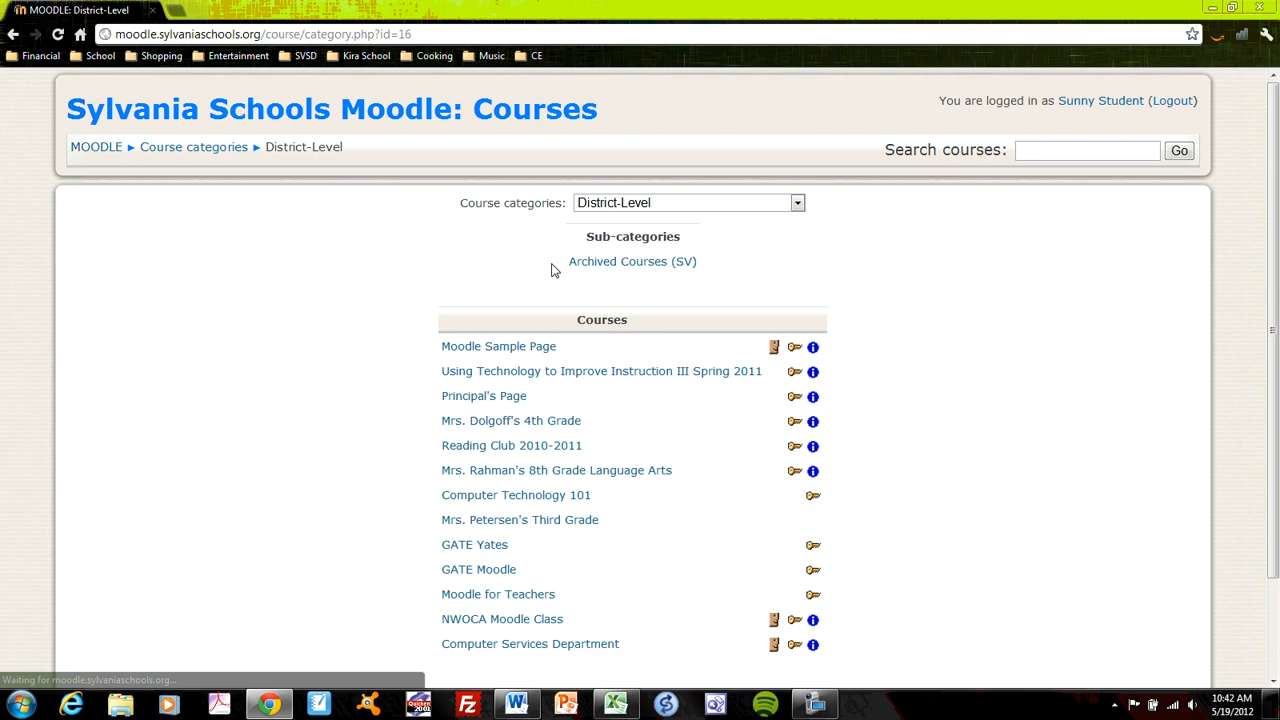 MOODLE: District-Level
moodle.sylvaniaschools.org/course/category.php?id=16
Financial School Shopping Entertainment SVSD Kira School Cooking Music CE
Sylvania Schools Moodle: Courses
You are logged in as Sunny Student (Logout)
MOODLE ► Course categories ► District-Level
Search courses: Go
Course categories: District-Level
Sub-categories
Archived Courses (SV)
Courses
Moodle Sample Page
Using Technology to Improve Instruction III Spring 2011
Principal's Page
Mrs. Dolgoff's 4th Grade
Reading Club 2010-2011
Mrs. Rahman's 8th Grade Language Arts
Computer Technology 101
Mrs. Petersen's Third Grade
GATE Yates
GATE Moodle
Moodle for Teachers
NWOCA Moodle Class
Computer Services Department
Waiting for moodle.sylvaniaschools.org...
10:42 AM
5/19/2012